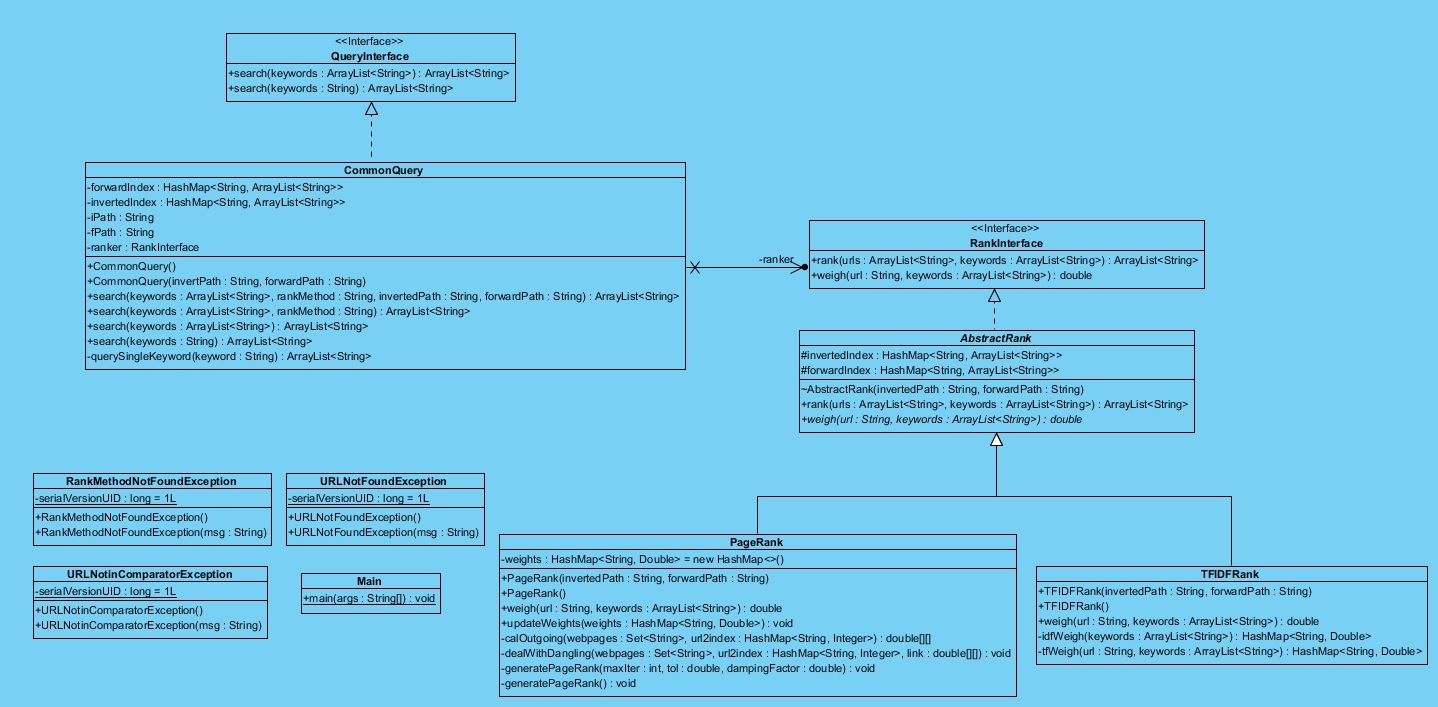 <<Interface>>
QueryInterface
+search(keywords : ArrayList<String>) : ArrayList<String>
+search(keywords : String) : ArrayList<String>
CommonQuery
-forwardIndex : HashMap<String, ArrayList<String>>
-invertedIndex : HashMap<String, ArrayList<String>>
-iPath : String
-fPath : String
-ranker : RankInterface
+CommonQuery()
+CommonQuery(invertPath : String, forwardPath : String)
+search(keywords : ArrayList<String>, rankMethod : String, invertedPath : String, forwardPath : String) : ArrayList<String>
+search(keywords : ArrayList<String>, rankMethod : String) : ArrayList<String>
+search(keywords : ArrayList<String>) : ArrayList<String>
+search(keywords : String) : ArrayList<String>
-querySingleKeyword(keyword : String) : ArrayList<String>
-ranker
<<Interface>>
RankInterface
+rank(urls : ArrayList<String>, keywords : ArrayList<String>) : ArrayList<String>
+weigh(url : String, keywords : ArrayList<String>) : double
AbstractRank
#invertedIndex : HashMap<String, ArrayList<String>>
#forwardIndex : HashMap<String, ArrayList<String>>
~AbstractRank(invertedPath : String, forwardPath : String)
+rank(urls : ArrayList<String>, keywords : ArrayList<String>) : ArrayList<String>
+weigh(url : String, keywords : ArrayList<String>) : double
RankMethodNotFoundException
-serialVersionUID : long = 1L
+RankMethodNotFoundException()
+RankMethodNotFoundException(msg : String)
URLNotFoundException
-serialVersionUID : long = 1L
+URLNotFoundException()
+URLNotFoundException(msg : String)
URLNotinComparatorException
-serialVersionUID : long = 1L
+URLNotinComparatorException()
+URLNotinComparatorException(msg : String)
Main
+main(args : String[]) : void
PageRank
-weights : HashMap<String, Double> = new HashMap<>()
+PageRank(invertedPath : String, forwardPath : String)
+PageRank()
+weigh(url : String, keywords : ArrayList<String>) : double
+updateWeights(weights : HashMap<String, Double>) : void
-calOutgoing(webpages : Set<String>, url2index : HashMap<String, Integer>) : double[][]
-dealWithDangling(webpages : Set<String>, url2index : HashMap<String, Integer>, link : double[][]) : void
-generatePageRank(maxIter : int, tol : double, dampingFactor : double) : void
-generatePageRank() : void
TFIDFRank
+TFIDFRank(invertedPath : String, forwardPath : String)
+TFIDFRank()
+weigh(url : String, keywords : ArrayList<String>) : double
-idfWeigh(keywords : ArrayList<String>) : HashMap<String, Double>
-tfWeigh(url : String, keywords : ArrayList<String>) : HashMap<String, Double>